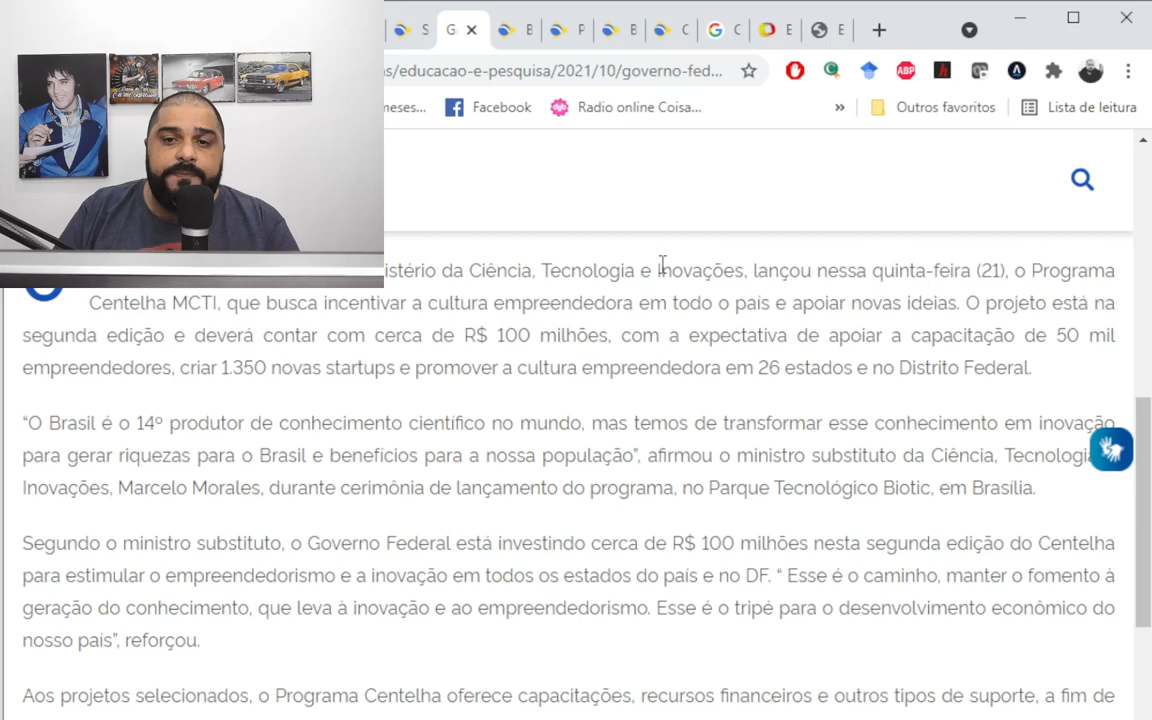 S
G
B
P
B
C
C
E
E
s/educacao-e-pesquisa/2021/10/governo-fed...
ABP
h
meses...
Facebook
Radio online Coisa...
»
Outros favoritos
Lista de leitura
istério da Ciência, Tecnologia e Inovações, lançou nessa quinta-feira (21), o Programa
Centelha MCTI, que busca incentivar a cultura empreendedora em todo o país e apoiar novas ideias. O projeto está na
segunda edição e deverá contar com cerca de R$ 100 milhões, com a expectativa de apoiar a capacitação de 50 mil
empreendedores, criar 1.350 novas startups e promover a cultura empreendedora em 26 estados e no Distrito Federal.
“O Brasil é o 14º produtor de conhecimento científico no mundo, mas temos de transformar esse conhecimento em inovação
para gerar riquezas para o Brasil e benefício para a nossa população”, afirmou o ministro substituto da Ciência, Tecnologia
Inovações, Marcelo Morales, durante cerimônia de lançamento do programa, no Parque Tecnológico Biotic, em Brasília.
Segundo o ministro substituto, o Governo Federal está investindo cerca de R$ 100 milhões nesta segunda edição do Centelha
para estimular o empreendedorismo e a inovação em todos os estados do país e no DF. “ Esse é o caminho, manter o fomento à
geração do conhecimento, que leva à inovação e ao empreendedorismo. Esse é o tripé para o desenvolvimento econômico do
nosso país”, reforçou.
Aos projetos selecionados, o Programa Centelha oferece capacitações, recursos financeiros e outros tipos de suporte, a fim de